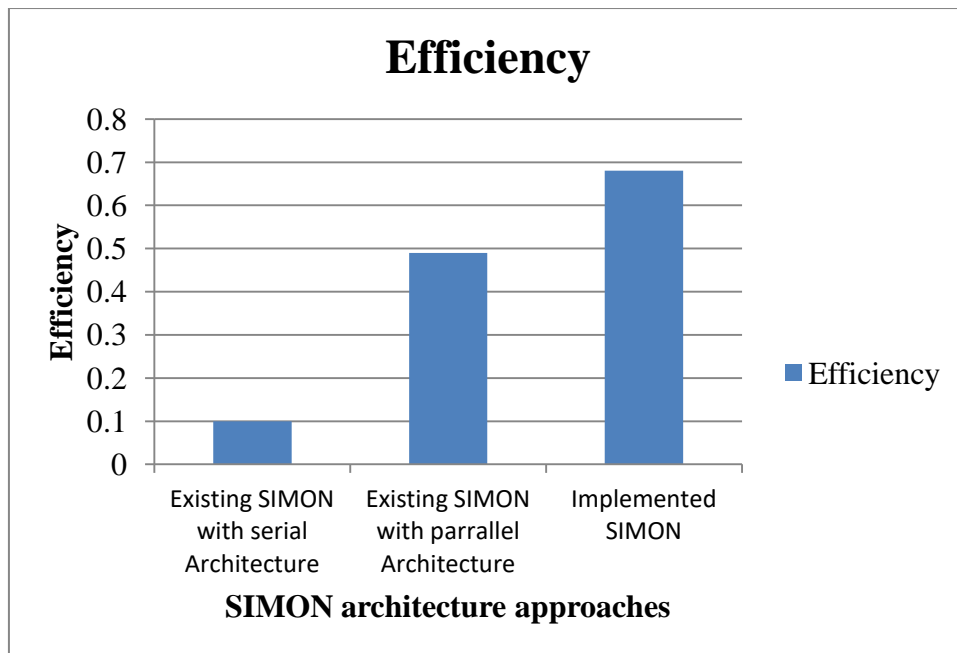 Efficiency
0.8
0.7
0.6
0.5
0.4
0.3
0.2
0.1
0
Efficiency
Existing SIMON
with serial
Architecture
Existing SIMON
with parrallel
Architecture
Implemented
SIMON
SIMON architecture approaches
Efficiency